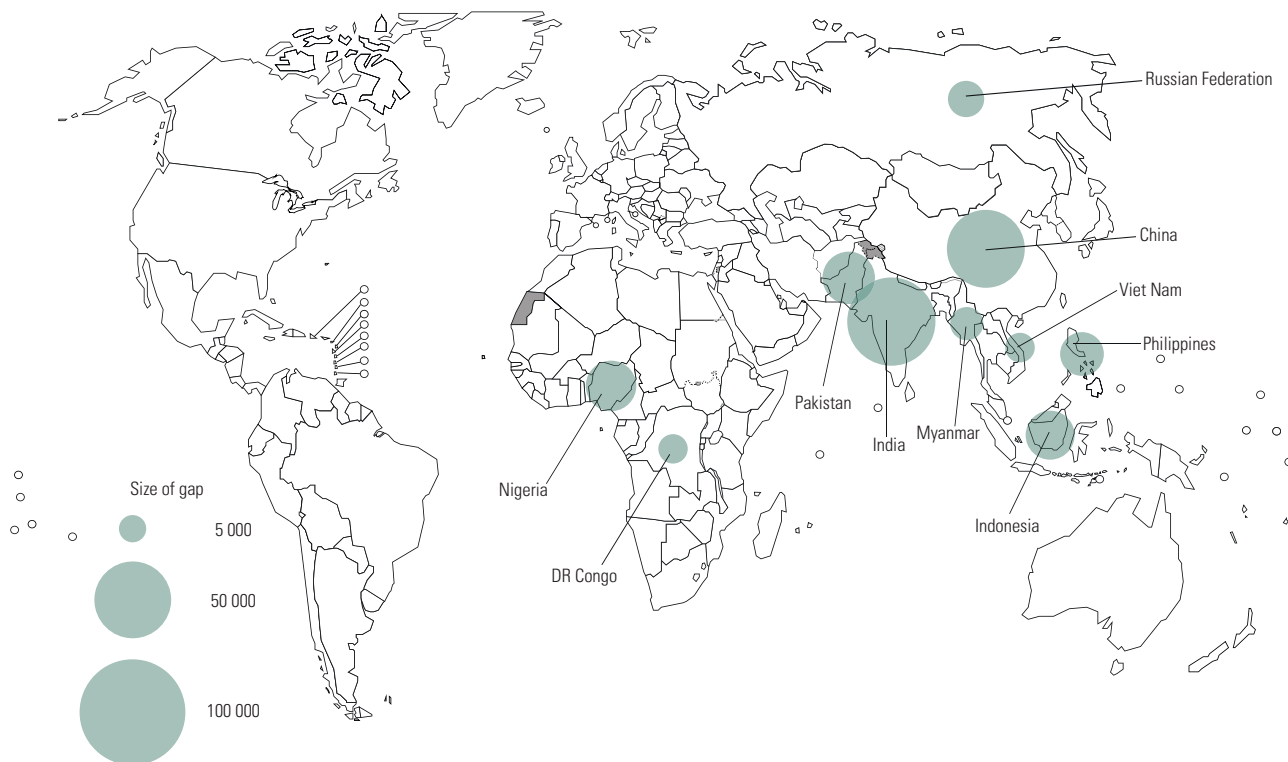 Russian Federation
China
Viet Nam
Philippines
Pakistan
India
Myanmar
Nigeria
Indonesia
DR Congo
Size of gap
5 000
50 000
100 000